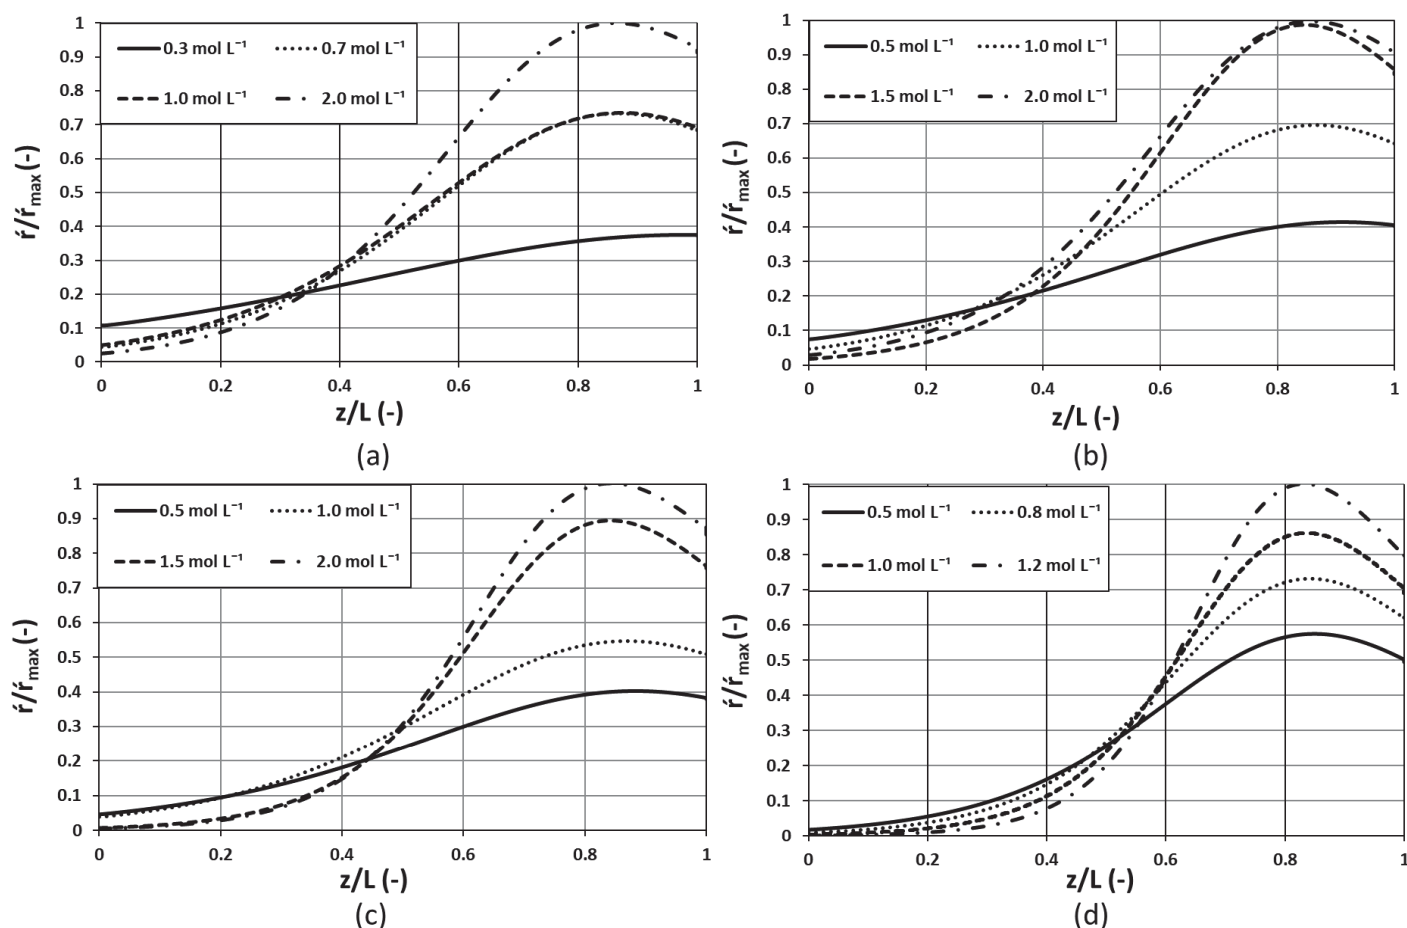 0.3 mol L⁻¹ 0.7 mol L⁻¹
1.0 mol L⁻¹ 2.0 mol L⁻¹
1
0.9
0.8
0.7
0.6
0.5
0.4
0.3
0.2
0.1
0
ŕ/ŕmax (-)
0 0.2 0.4 0.6 0.8 1
z/L (-)
(a)
0.5 mol L⁻¹ 1.0 mol L⁻¹
1.5 mol L⁻¹ 2.0 mol L⁻¹
1
0.9
0.8
0.7
0.6
0.5
0.4
0.3
0.2
0.1
0
ŕ/ŕmax (-)
0 0.2 0.4 0.6 0.8 1
z/L (-)
(b)
0.5 mol L⁻¹ 1.0 mol L⁻¹
1.5 mol L⁻¹ 2.0 mol L⁻¹
1
0.9
0.8
0.7
0.6
0.5
0.4
0.3
0.2
0.1
0
ŕ/ŕmax (-)
0 0.2 0.4 0.6 0.8 1
z/L (-)
(c)
0.5 mol L⁻¹ 0.8 mol L⁻¹
1.0 mol L⁻¹ 1.2 mol L⁻¹
1
0.9
0.8
0.7
0.6
0.5
0.4
0.3
0.2
0.1
0
ŕ/ŕmax (-)
0 0.2 0.4 0.6 0.8 1
z/L (-)
(d)